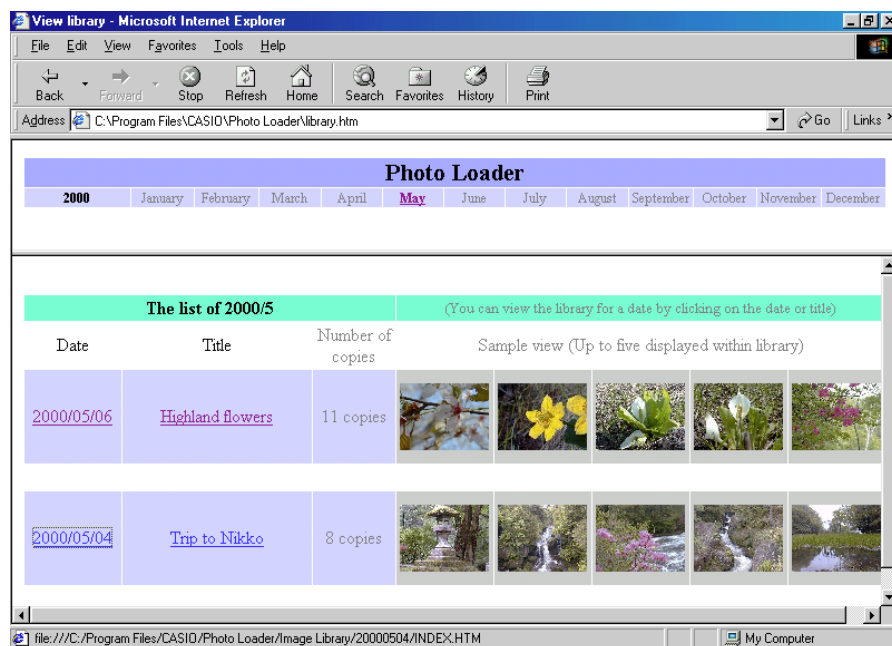 View library - Microsoft Internet Explorer
File Edit View Favorites Tools Help
Back Forward Stop Refresh Home Search Favorites History Print
Address C:\Program Files\CASIO\Photo Loader\library.htm Go Links
Photo Loader
2000 January February March April May June July August September October November December
The list of 2000/5 (You can view the library for a date by clicking on the date or title)
Date Title Number of copies Sample view (Up to five displayed within library)
2000/05/06 Highland flowers 11 copies
2000/05/04 Trip to Nikko 8 copies
file:///C:/Program Files/CASIO/Photo Loader/Image Library/20000504/INDEX.HTM My Computer